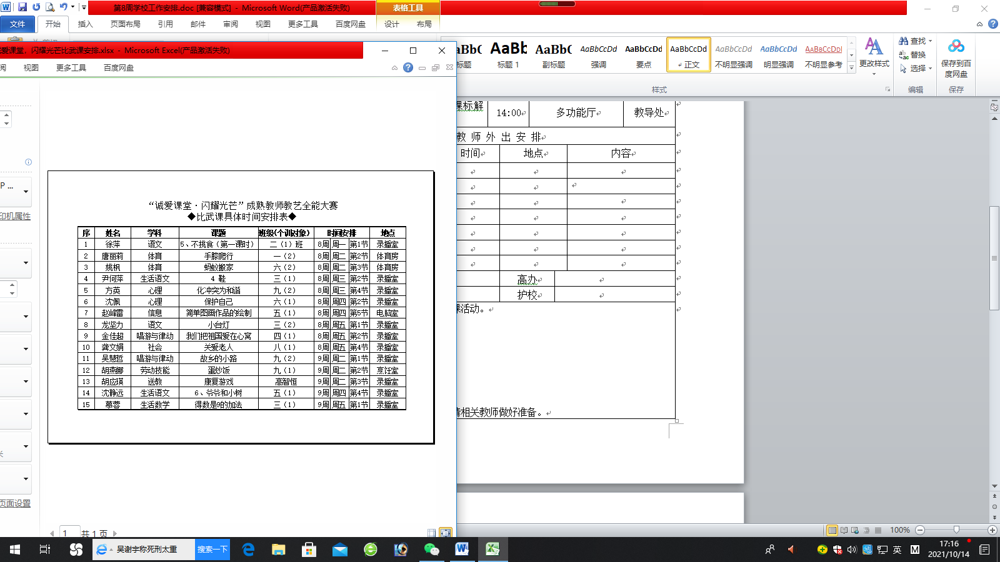 第8周学校工作安排.doc [兼容模式] - Microsoft Word(产品激活失败)
表格工具
文件 开始 插入 页面布局 引用 邮件 审阅 视图 更多工具 百度网盘 设计 布局
爱课堂，闪耀光芒比武课安排.xlsx - Microsoft Excel(产品激活失败)
阅 视图 更多工具 百度网盘
标题 AaBb 标题 1 AaBbC 副标题 AaBbCcDd 强调 AaBbCcDd 要点 AaBbCcDd 正文 AaBbCcDd 不明显强调 AaBbCcDd 明显强调 AaBbCcDd 不明显参考
更改样式
查找
替换
选择
保存到百度网盘
样式 编辑 保存
课标解 14:00 多功能厅 教导处
教 师 外 出 安 排
时间 地点 内容
高办
护校
课活动。
请相关教师做好准备。
P ...
印机属性
页面设置
“诚爱课堂·闪耀光芒”成熟教师教艺全能大赛
◆比武课具体时间安排表◆
序 姓名 学科 课题 班级(个训对象) 时间安排 地点
1 徐萍 语文 5、不挑食（第一课时） 二（1）班 8周 周一 第1节 录播室
2 唐丽莉 体育 手膝爬行 一（2） 8周 周二 第2节 体育房
3 姚枫 体育 蚂蚁搬家 六（2） 8周 周二 第3节 体育房
4 尹何萍 生活语文 4 鞋 三（1） 8周 周三 第2节 录播室
5 方英 心理 化冲突为和谐 九（2） 8周 周三 第4节 录播室
6 沈佩 心理 保护自己 六（1） 8周 周四 第2节 录播室
7 赵峰雷 信息 简单图画作品的绘制 五（1） 8周 周四 第5节 电脑室
8 龙坚力 语文 小台灯 三（2） 8周 周五 第1节 录播室
9 金佳超 唱游与律动 我们把祖国爱在心窝 四（1） 8周 周五 第2节 录播室
10 龚文娟 社会 关爱老人 八（1） 8周 周五 第4节 录播室
11 吴慧哲 唱游与律动 故乡的小路 九（2） 9周 周二 第1节 录播室
12 胡燕娜 劳动技能 蛋炒饭 九（1） 9周 周二 第2节 烹饪室
13 胡应瑛 送教 康复游戏 高智恒 9周 周二 第3节 录播室
14 沈静远 生活语文 6、爷爷和小树 五（1） 9周 周四 第4节 录播室
15 慕蓉 生活数学 得数是9的加法 三（1） 9周 周五 第1节 录播室
1 共 1 页
100%
吴谢宇称死刑太重 搜索一下
英 M
17:16
2021/10/14